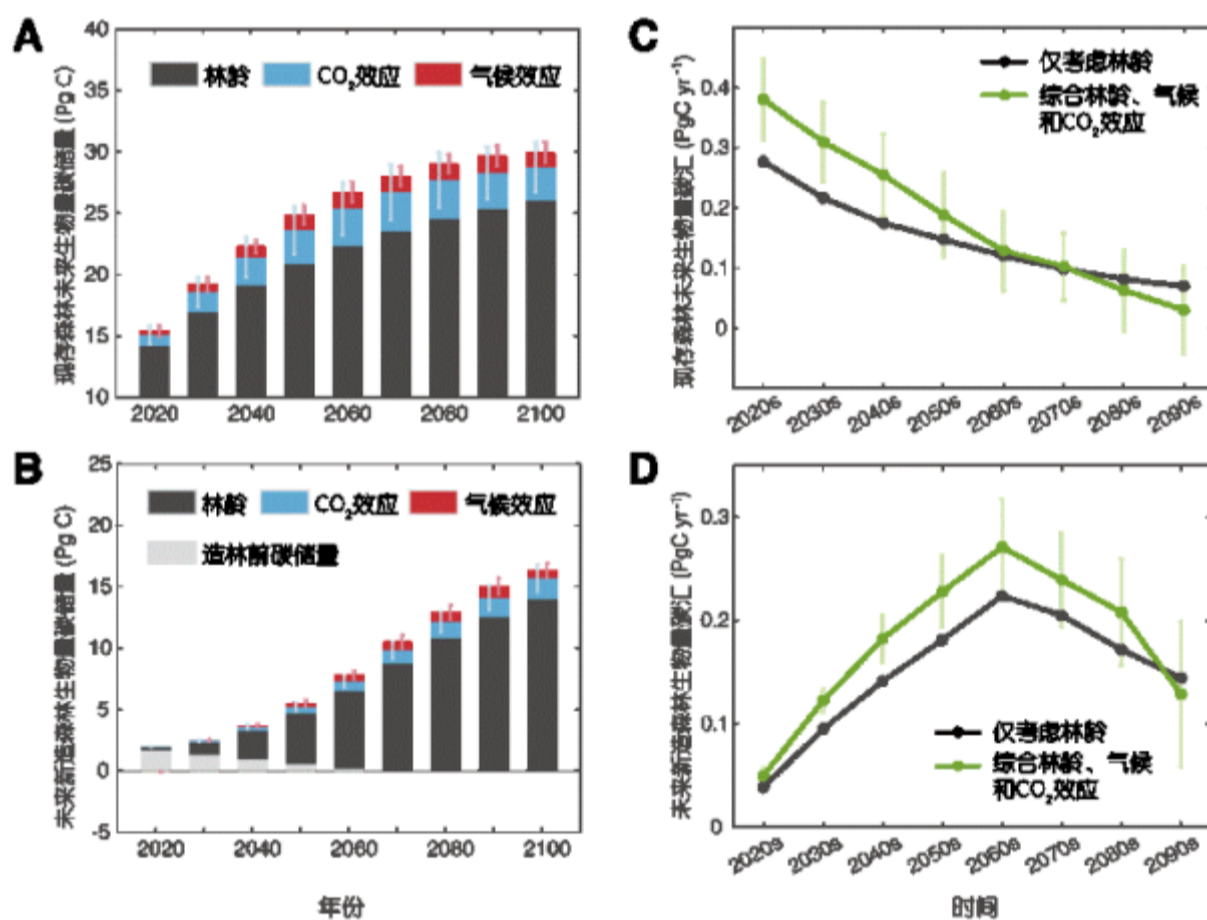 A
现存森林未来生物量碳储量 (Pg C)
40
35
30
25
20
15
10
林龄
CO₂效应
气候效应
2020
2040
2060
2080
2100
B
未来新造森林生物量碳储量 (Pg C)
25
20
15
10
5
0
-5
林龄
CO₂效应
气候效应
造林前碳储量
2020
2040
2060
2080
2100
年份
C
现存森林未来生物量碳汇 (PgC yr⁻¹)
0.4
0.3
0.2
0.1
0
仅考虑林龄
综合林龄、气候
和CO₂效应
2020s
2030s
2040s
2050s
2060s
2070s
2080s
2090s
D
未来新造森林生物量碳汇 (PgC yr⁻¹)
0.3
0.2
0.1
0
仅考虑林龄
综合林龄、气候
和CO₂效应
2020s
2030s
2040s
2050s
2060s
2070s
2080s
2090s
时间